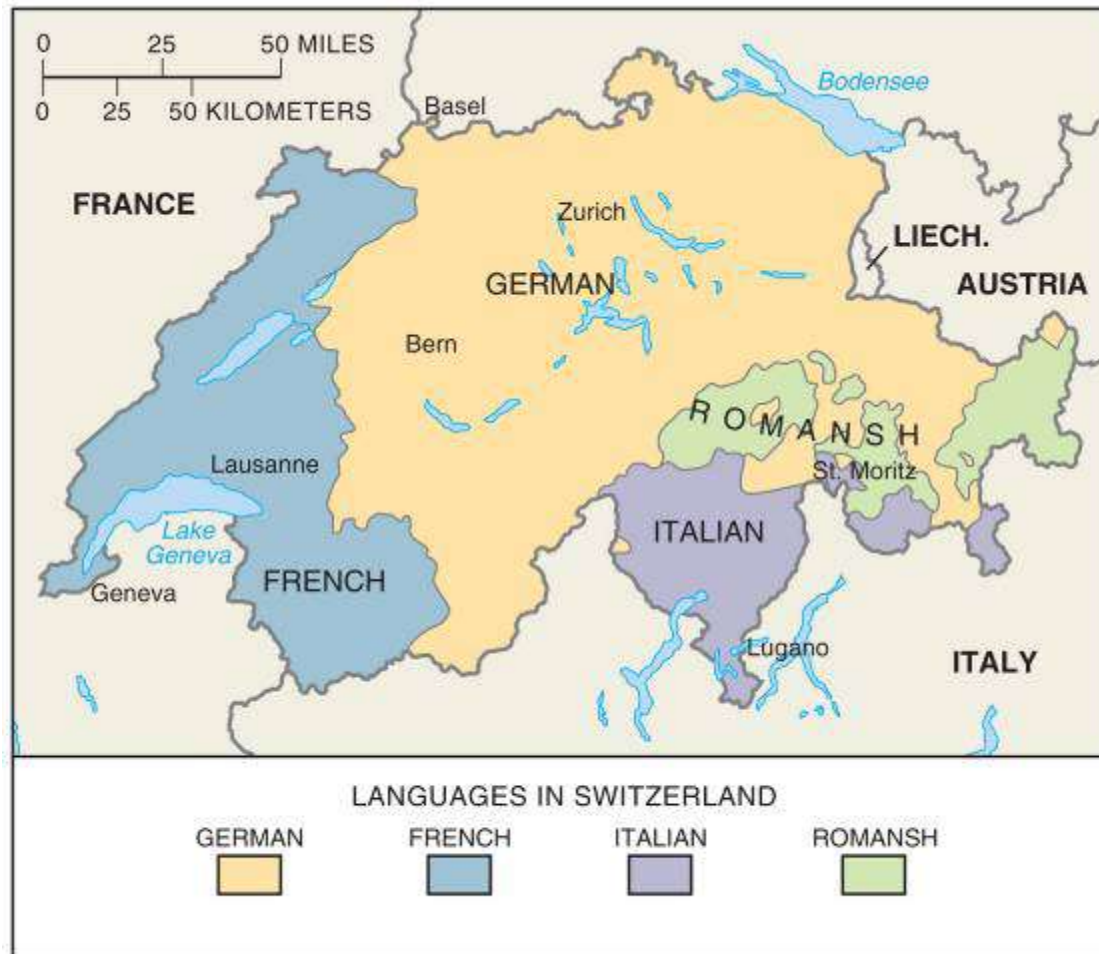 0 25 50 MILES
0 25 50 KILOMETERS
Basel
Bodensee
FRANCE
Zurich
LIECH.
GERMAN
AUSTRIA
Bern
ROMANSH
Lausanne
St. Moritz
Lake
Geneva
ITALIAN
FRENCH
Geneva
Lugano
ITALY
LANGUAGES IN SWITZERLAND
GERMAN FRENCH ITALIAN ROMANSH